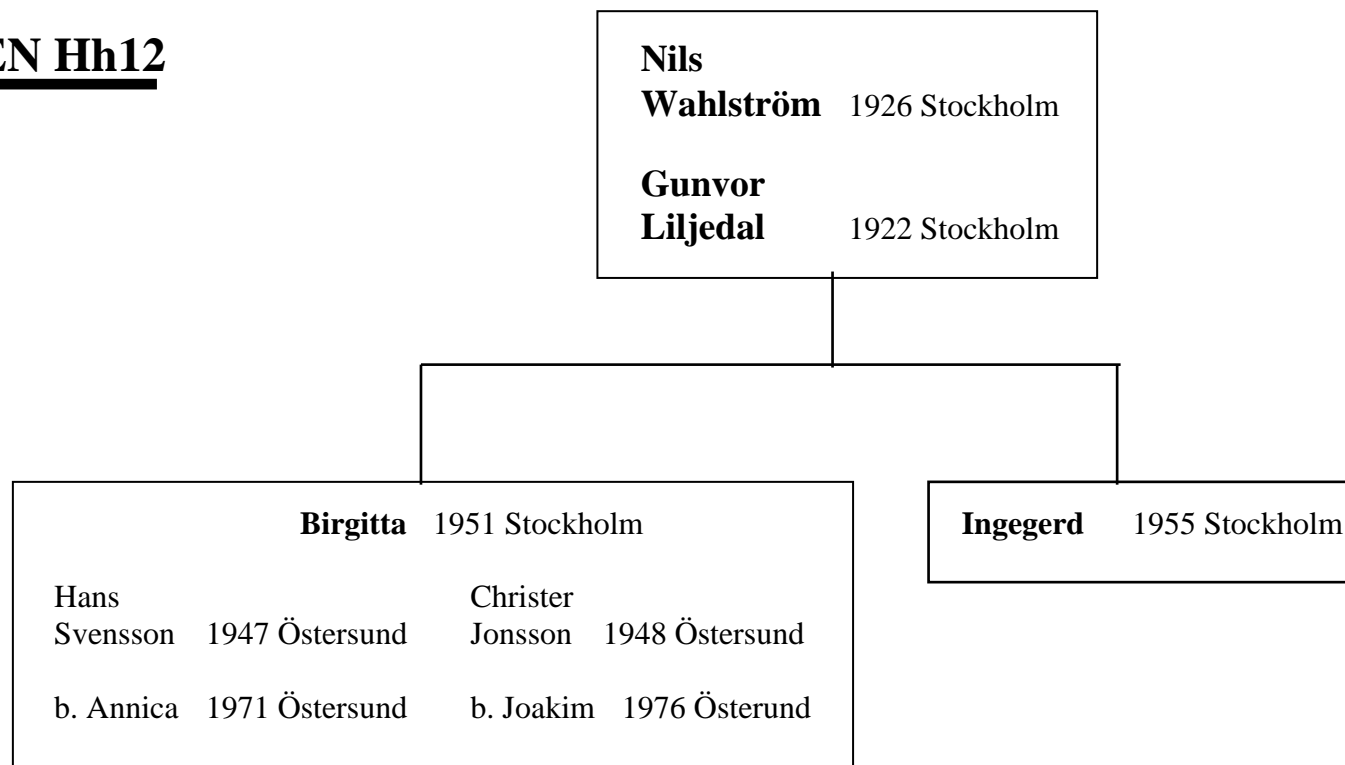 EN Hh12
Nils
Wahlström 1926 Stockholm
Gunvor
Liljedal 1922 Stockholm
Birgitta 1951 Stockholm
Hans
Svensson 1947 Östersund
b. Annica 1971 Östersund
Christer
Jonsson 1948 Östersund
b. Joakim 1976 Österund
Ingegerd 1955 Stockholm